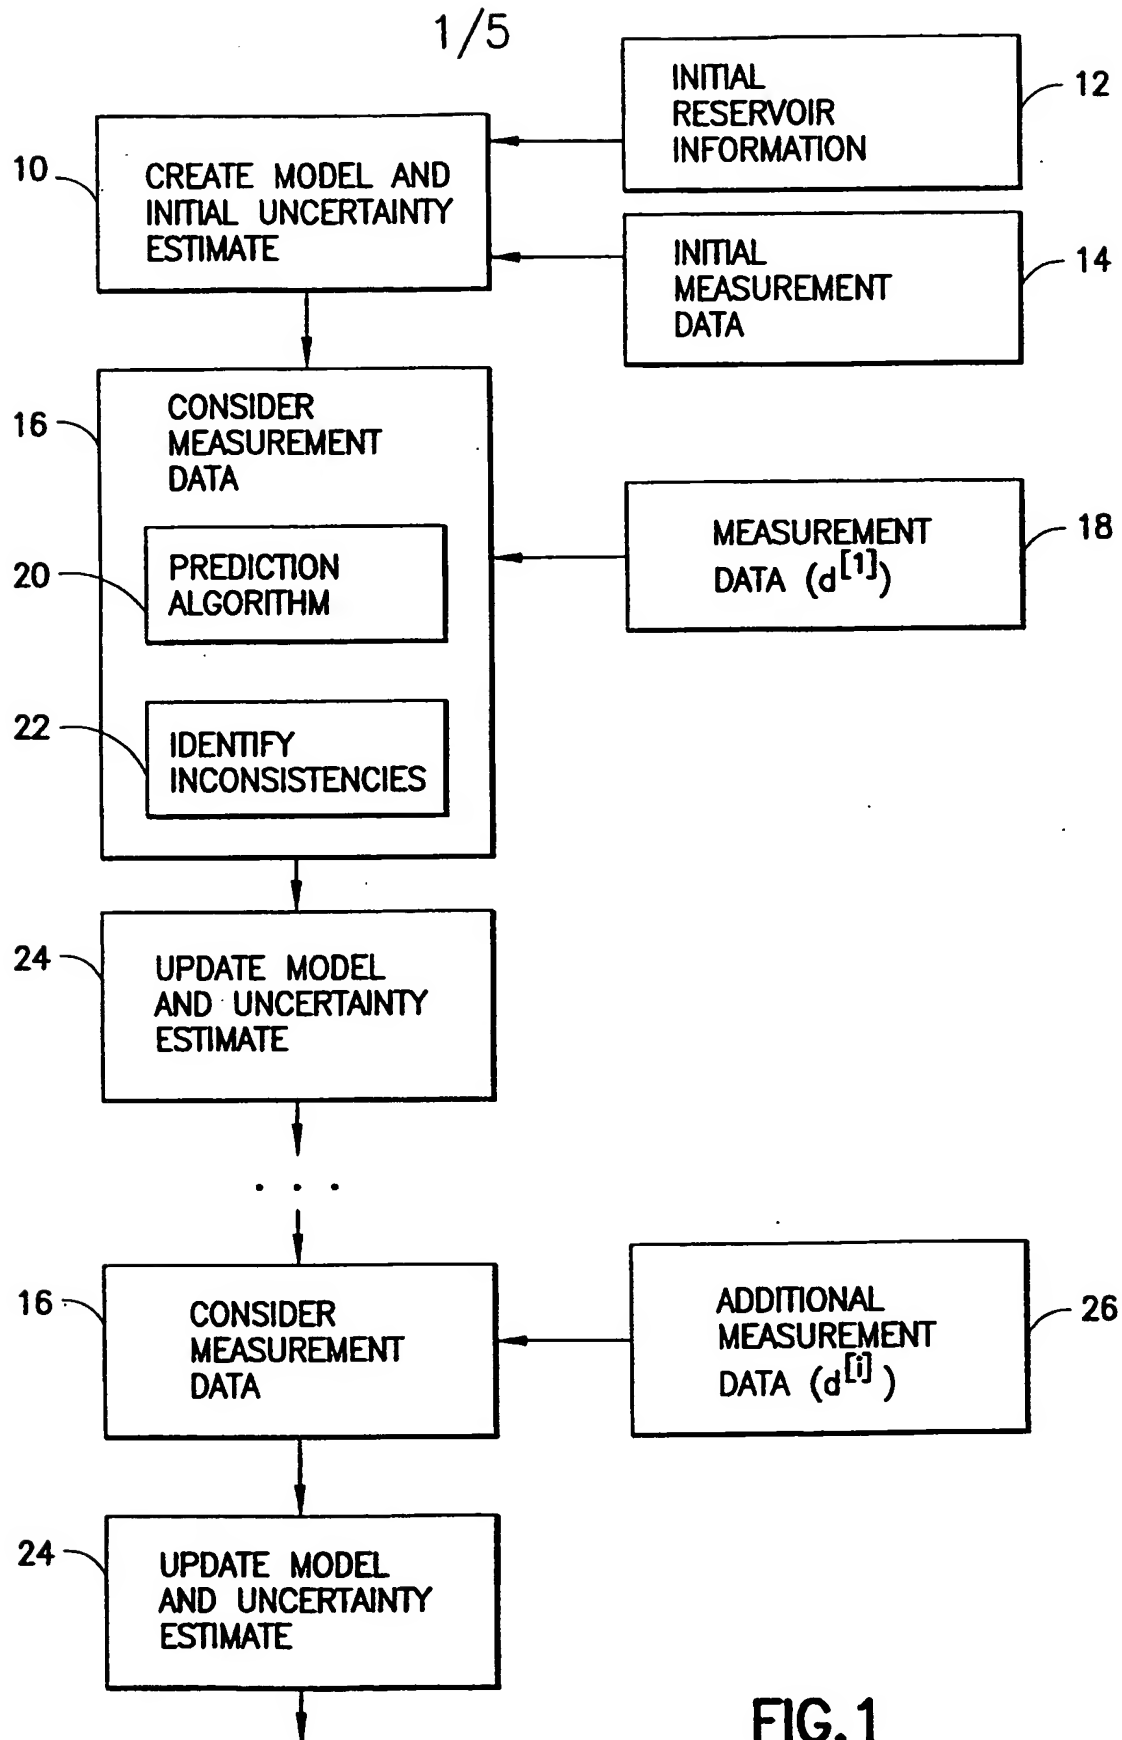 1/5
INITIAL
RESERVOIR
INFORMATION
12
10
CREATE MODEL AND
INITIAL UNCERTAINTY
ESTIMATE
INITIAL
MEASUREMENT
DATA
14
16
CONSIDER
MEASUREMENT
DATA
MEASUREMENT
DATA (d[1])
18
20
PREDICTION
ALGORITHM
22
IDENTIFY
INCONSISTENCIES
24
UPDATE MODEL
AND UNCERTAINTY
ESTIMATE
. . .
16
CONSIDER
MEASUREMENT
DATA
ADDITIONAL
MEASUREMENT
DATA (d[i])
26
24
UPDATE MODEL
AND UNCERTAINTY
ESTIMATE
FIG.1